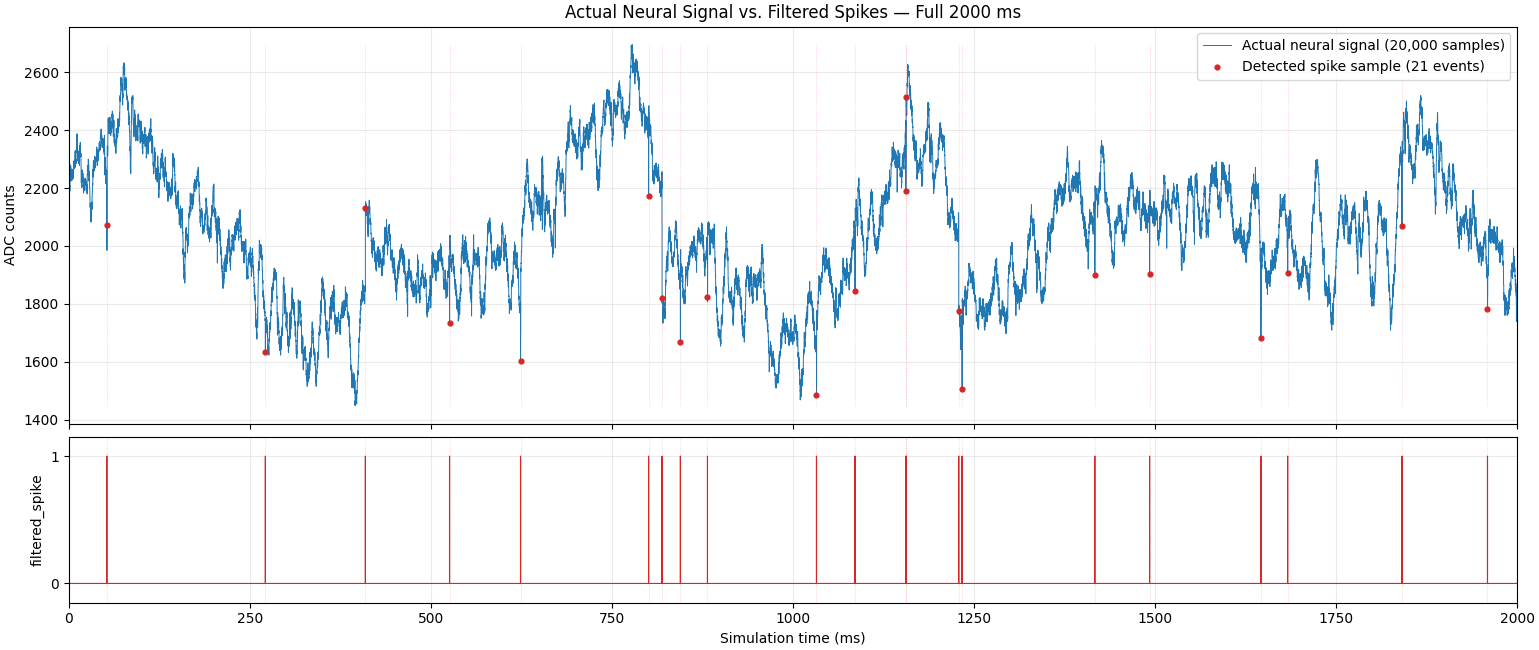 Actual Neural Signal vs. Filtered Spikes — Full 2000 ms
Actual neural signal (20,000 samples)
Detected spike sample (21 events)
ADC counts
2600
2400
2200
2000
1800
1600
1400
filtered_spike
1
0
0 250 500 750 1000 1250 1500 1750 2000
Simulation time (ms)